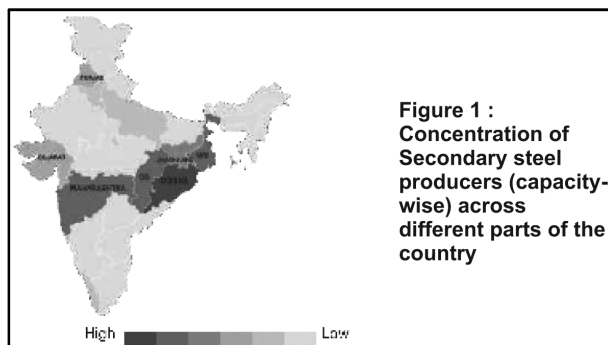 PUNJAB
GUJARAT
JHARKHAND
WB
CG
ODISHA
MAHARASHTRA
Figure 1 :
Concentration of
Secondary steel
producers (capacity-
wise) across
different parts of the
country
High
Low